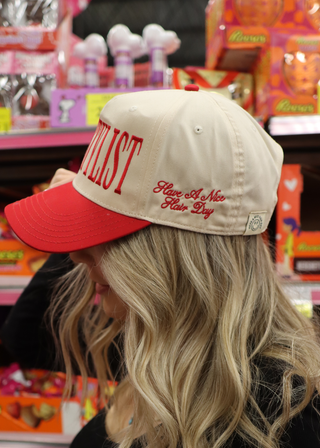 YLIST
Have A Nice
Hair Day
Reese's
Reese's